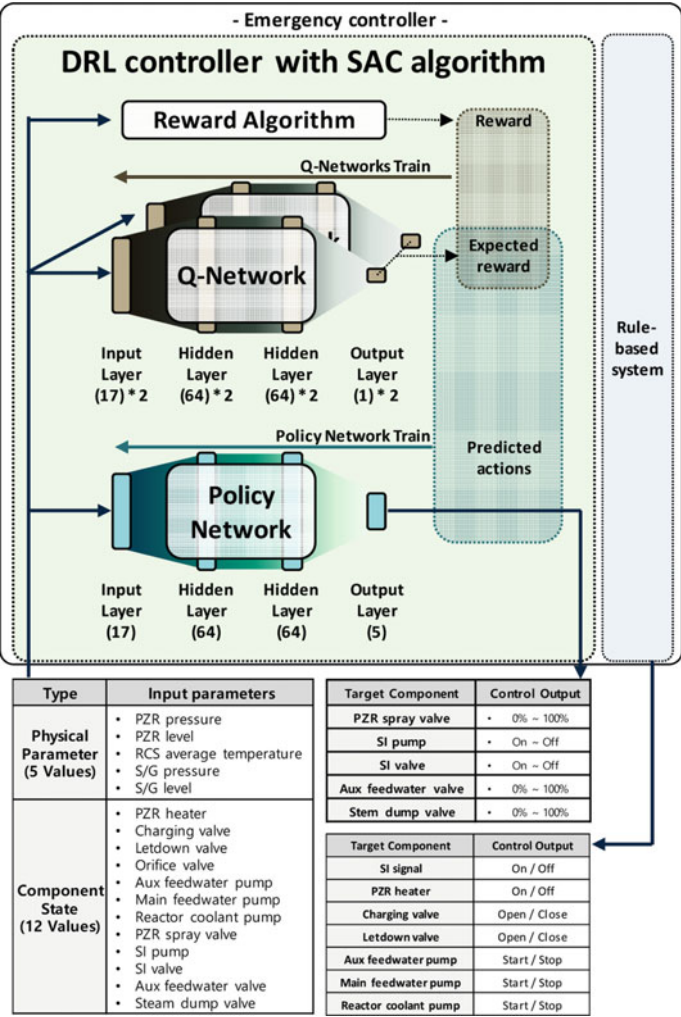 - Emergency controller -
DRL controller with SAC algorithm
Reward Algorithm
Reward
Q-Networks Train
Expected
reward
Q-Network
Rule-
based
system
Input
Layer
(17) * 2
Hidden
Layer
(64) * 2
Hidden
Layer
(64) * 2
Output
Layer
(1) * 2
Policy Network Train
Predicted
actions
Policy
Network
Input
Layer
(17)
Hidden
Layer
(64)
Hidden
Layer
(64)
Output
Layer
(5)
Type Input parameters
Physical
Parameter
(5 Values)
• PZR pressure
• PZR level
• RCS average temperature
• S/G pressure
• S/G level
Component
State
(12 Values)
• PZR heater
• Charging valve
• Letdown valve
• Orifice valve
• Aux feedwater pump
• Main feedwater pump
• Reactor coolant pump
• PZR spray valve
• SI pump
• SI valve
• Aux feedwater valve
• Steam dump valve
Target Component Control Output
PZR spray valve • 0% ~ 100%
SI pump • On ~ Off
SI valve • On ~ Off
Aux feedwater valve • 0% ~ 100%
Stem dump valve • 0% ~ 100%
Target Component Control Output
SI signal On / Off
PZR heater On / Off
Charging valve Open / Close
Letdown valve Open / Close
Aux feedwater pump Start / Stop
Main feedwater pump Start / Stop
Reactor coolant pump Start / Stop